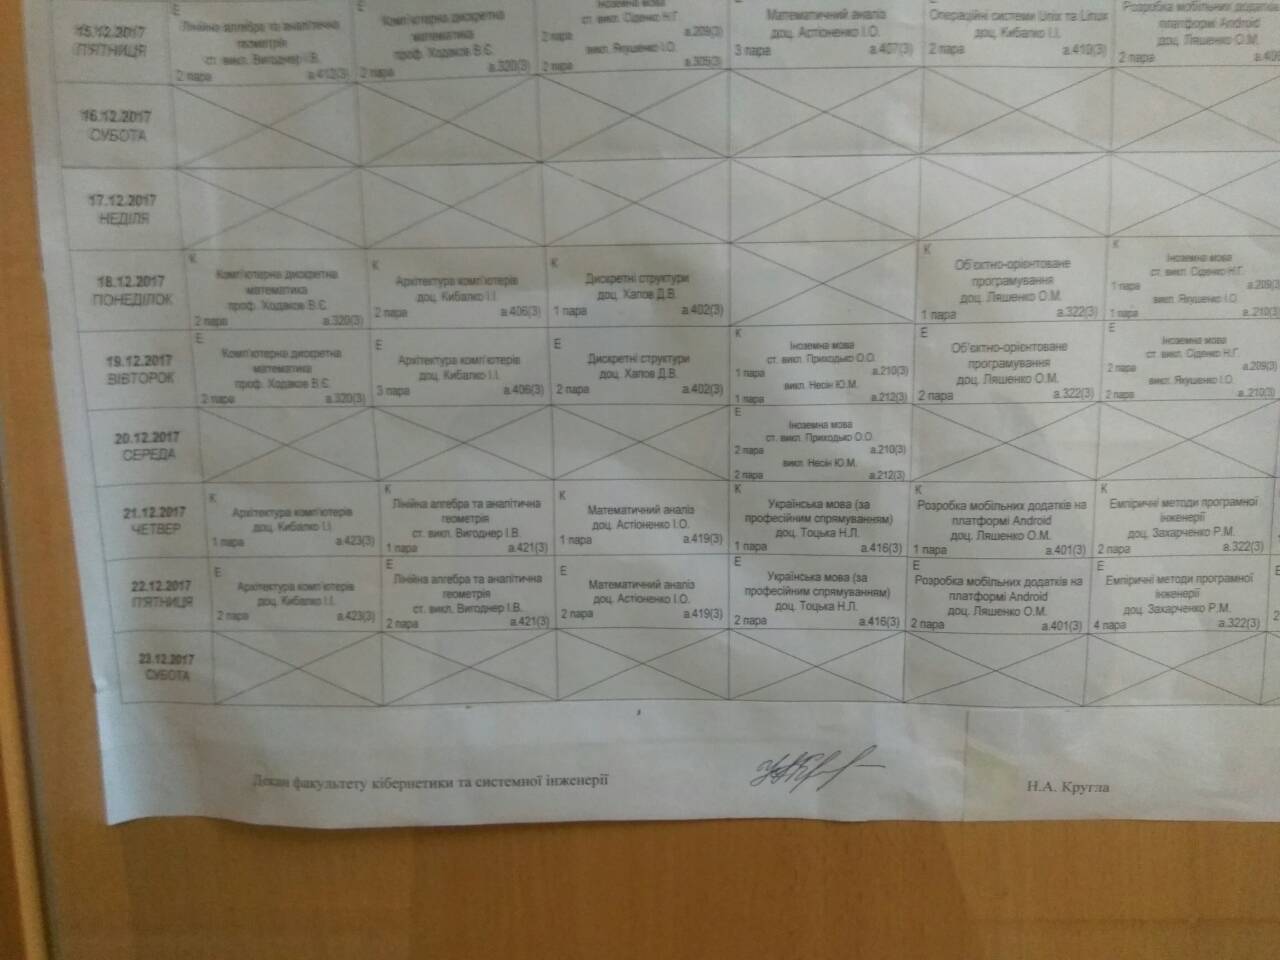 15.12.2017
П'ЯТНИЦЯ
Е
Лінійна алгебра та аналітична
геометрія
ст. викл. Вигоднер І.В.
2 пара а.412(3)
Комп'ютерна дискретна
математика
проф. Ходаков В.Є.
2 пара а.320(3)
Іноземна мова
ст. викл. Сіденко Н.Г.
2 пара а.209(3)
викл. Якушенко І.О.
2 пара а.305(3)
Математичний аналіз
доц. Астіоненко І.О.
3 пара а.407(3)
Операційні системи Unix та Linux
доц. Кибалко І.І.
2 пара а.410(3)
Розробка мобільних додатків
платформі Android
доц. Ляшенко О.М.
2 пара
16.12.2017
СУБОТА
17.12.2017
НЕДІЛЯ
18.12.2017
ПОНЕДІЛОК
К
Комп'ютерна дискретна
математика
проф. Ходаков В.Є.
2 пара а.320(3)
К
Архітектура комп'ютерів
доц. Кибалко І.І.
2 пара а.406(3)
К
Дискретні структури
доц. Хапов Д.В.
1 пара а.402(3)
К
Об'єктно-орієнтоване
програмування
доц. Ляшенко О.М.
1 пара а.322(3)
К
Іноземна мова
ст. викл. Сіденко Н.Г.
1 пара а.209(3)
викл. Якушенко І.О.
1 пара а.210(3)
19.12.2017
ВІВТОРОК
Е
Комп'ютерна дискретна
математика
проф. Ходаков В.Є.
2 пара а.320(3)
Е
Архітектура комп'ютерів
доц. Кибалко І.І.
3 пара а.406(3)
Е
Дискретні структури
доц. Хапов Д.В.
2 пара а.402(3)
К
Іноземна мова
ст. викл. Приходько О.О.
1 пара а.210(3)
викл. Несін Ю.М.
1 пара а.212(3)
Е
Об'єктно-орієнтоване
програмування
доц. Ляшенко О.М.
2 пара а.322(3)
Е
Іноземна мова
ст. викл. Сіденко Н.Г.
2 пара а.209(3)
викл. Якушенко І.О.
2 пара а.210(3)
20.12.2017
СЕРЕДА
Е
Іноземна мова
ст. викл. Приходько О.О.
2 пара а.210(3)
викл. Несін Ю.М.
2 пара а.212(3)
21.12.2017
ЧЕТВЕР
К
Архітектура комп'ютерів
доц. Кибалко І.І.
1 пара а.423(3)
К
Лінійна алгебра та аналітична
геометрія
ст. викл. Вигоднер І.В.
1 пара а.421(3)
К
Математичний аналіз
доц. Астіоненко І.О.
1 пара а.419(3)
К
Українська мова (за
професійним спрямуванням)
доц. Тоцька Н.Л.
1 пара а.416(3)
К
Розробка мобільних додатків на
платформі Android
доц. Ляшенко О.М.
1 пара а.401(3)
К
Емпіричні методи програмної
інженерії
доц. Захарченко Р.М.
2 пара а.322(3)
22.12.2017
П'ЯТНИЦЯ
Е
Архітектура комп'ютерів
доц. Кибалко І.І.
2 пара а.423(3)
Е
Лінійна алгебра та аналітична
геометрія
ст. викл. Вигоднер І.В.
2 пара а.421(3)
Е
Математичний аналіз
доц. Астіоненко І.О.
2 пара а.419(3)
Е
Українська мова (за
професійним спрямуванням)
доц. Тоцька Н.Л.
2 пара а.416(3)
Е
Розробка мобільних додатків на
платформі Android
доц. Ляшенко О.М.
2 пара а.401(3)
Е
Емпіричні методи програмної
інженерії
доц. Захарченко Р.М.
4 пара а.322(3)
2
23.12.2017
СУБОТА
Декан факультету кібернетики та системної інженерії Н.А. Кругла